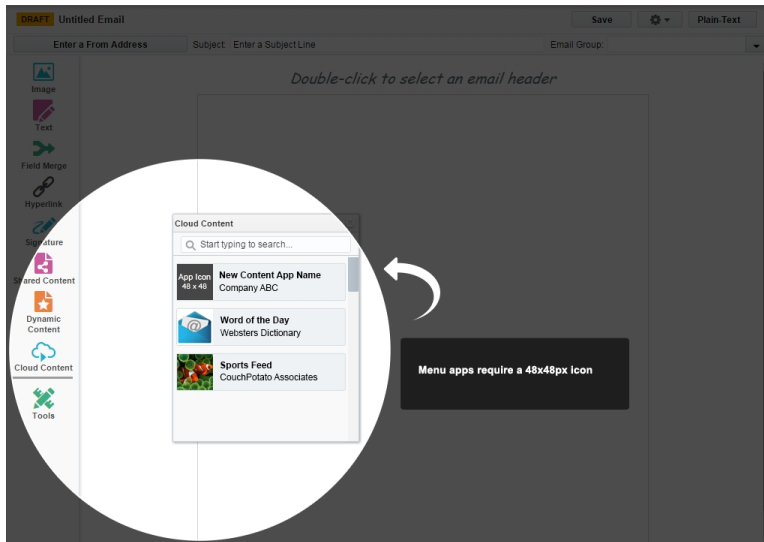 DRAFT Untitled Email
Save
Plain-Text
Enter a From Address
Subject: Enter a Subject Line
Email Group:
Double-click to select an email header
Image
Text
Field Merge
Hyperlink
Signature
Shared Content
Dynamic
Content
Cloud Content
Tools
Cloud Content
Start typing to search...
App Icon
48 x 48
New Content App Name
Company ABC
@
Word of the Day
Websters Dictionary
Sports Feed
CouchPotato Associates
Menu apps require a 48x48px icon